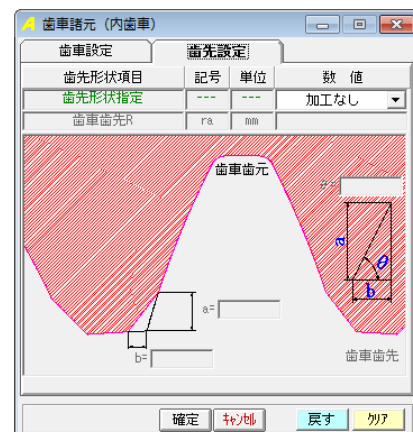 歯車諸元（内歯車）
歯車設定 歯先設定
歯先形状項目 記号 単位 数 値
歯先形状指定 --- --- 加工なし
歯車歯先R ra mm
歯車歯元
θ=
a
θ
b
a=
b=
歯車歯先
確定 ｷｬﾝｾﾙ 戻す ｸﾘｱ